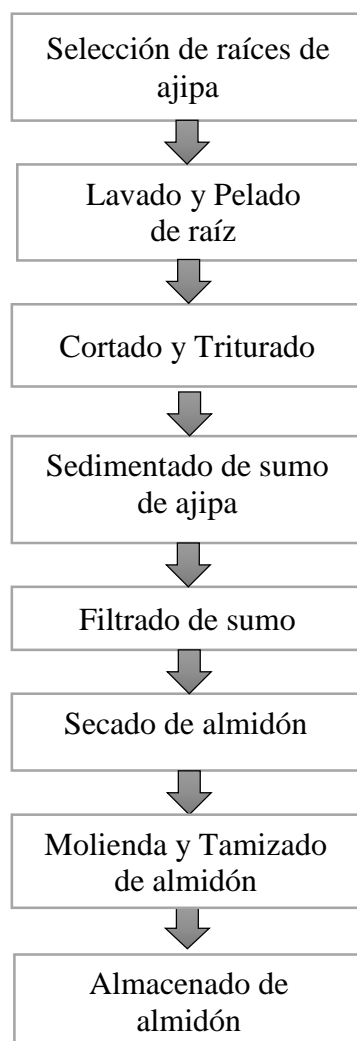 Selección de raíces de
ajipa
Lavado y Pelado
de raíz
Cortado y Triturado
Sedimentado de sumo
de ajipa
Filtrado de sumo
Secado de almidón
Molienda y Tamizado
de almidón
Almacenado de
almidón